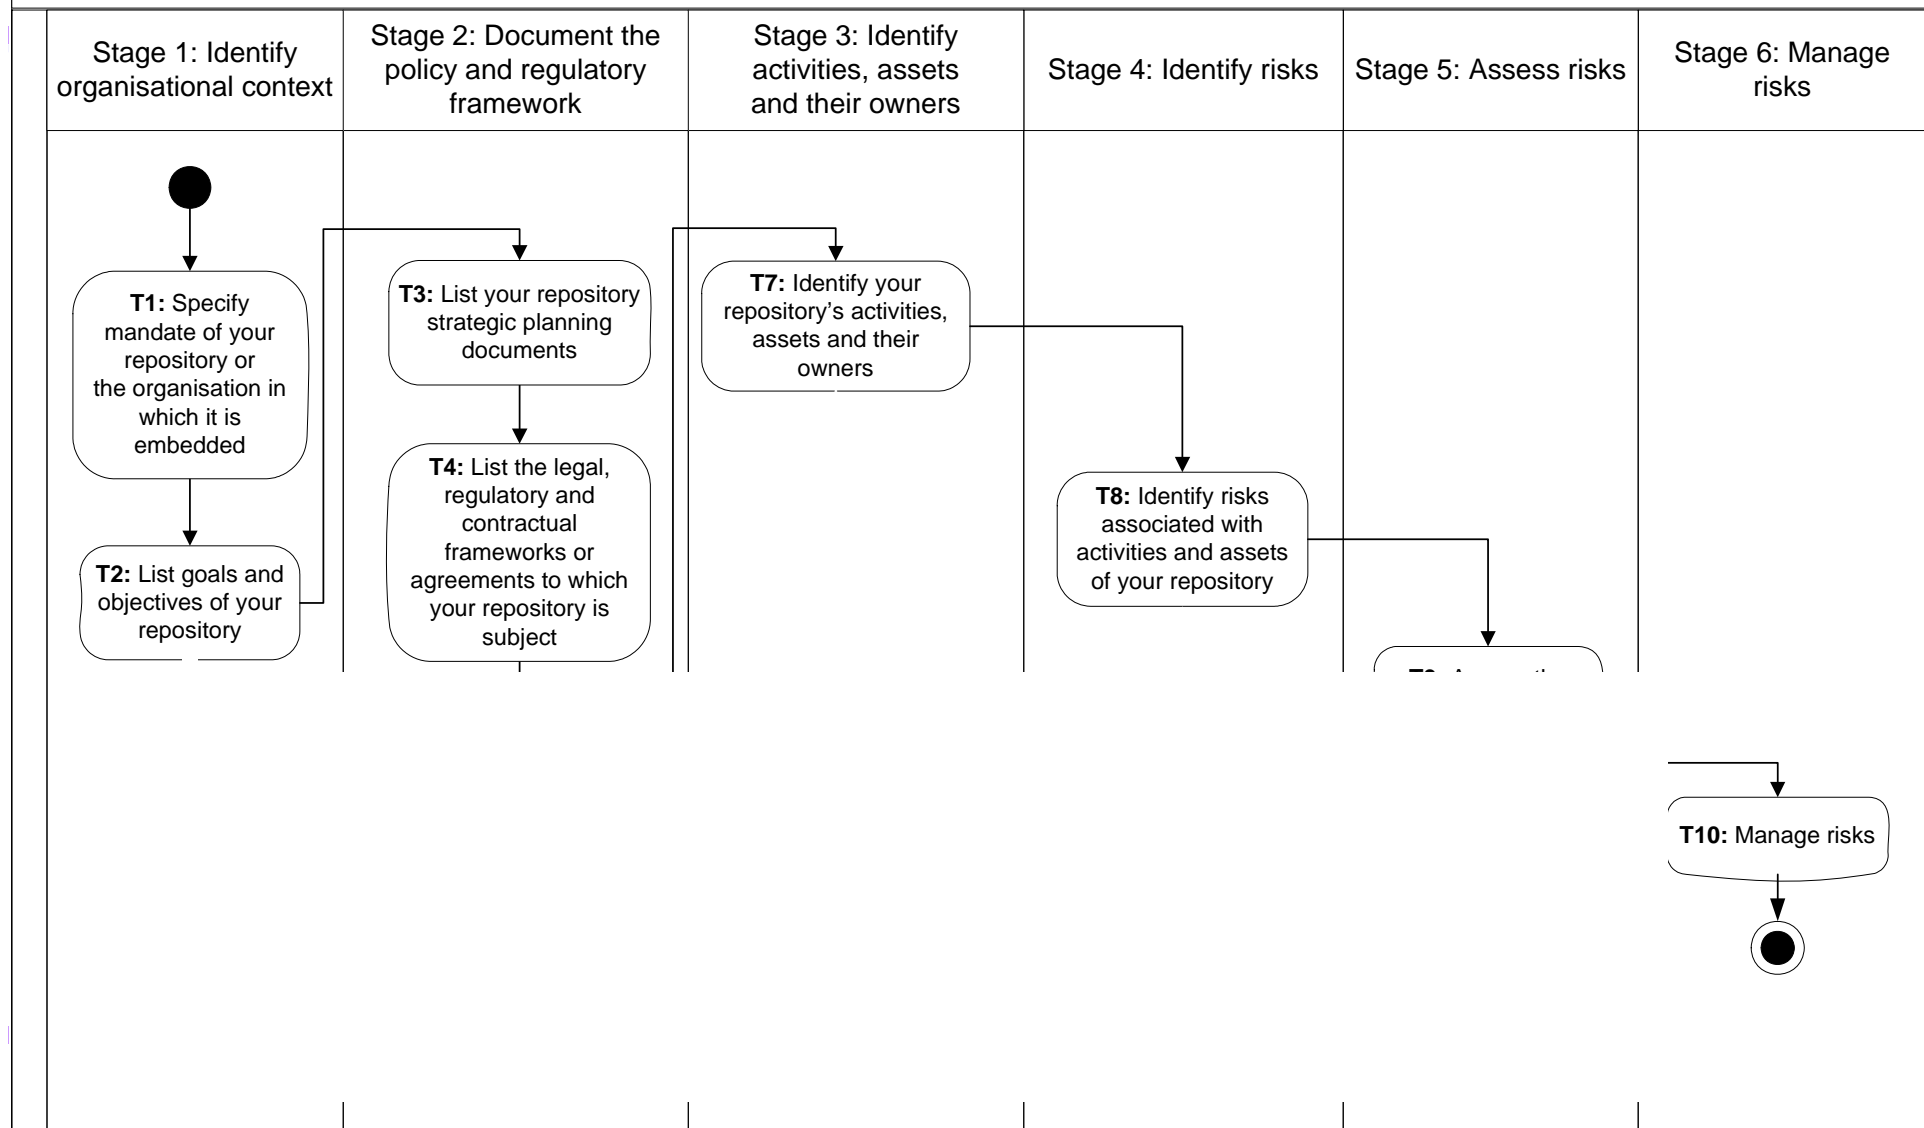 Stage 1: Identify
organisational context
Stage 2: Document the
policy and regulatory
framework
Stage 3: Identify
activities, assets
and their owners
Stage 4: Identify risks
Stage 5: Assess risks
Stage 6: Manage
risks
T1: Specify
mandate of your
repository or
the organisation in
which it is
embedded
T2: List goals and
objectives of your
repository
T3: List your repository
strategic planning
documents
T4: List the legal,
regulatory and
contractual
frameworks or
agreements to which
your repository is
subject
T7: Identify your
repository's activities,
assets and their
owners
T8: Identify risks
associated with
activities and assets
of your repository
T10: Manage risks